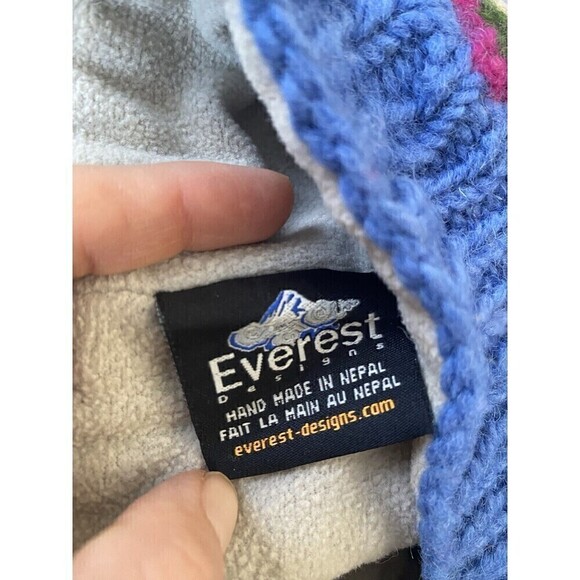 Everest
Designs
HAND MADE IN NEPAL
FAIT LA MAIN AU NEPAL
everest-designs.com